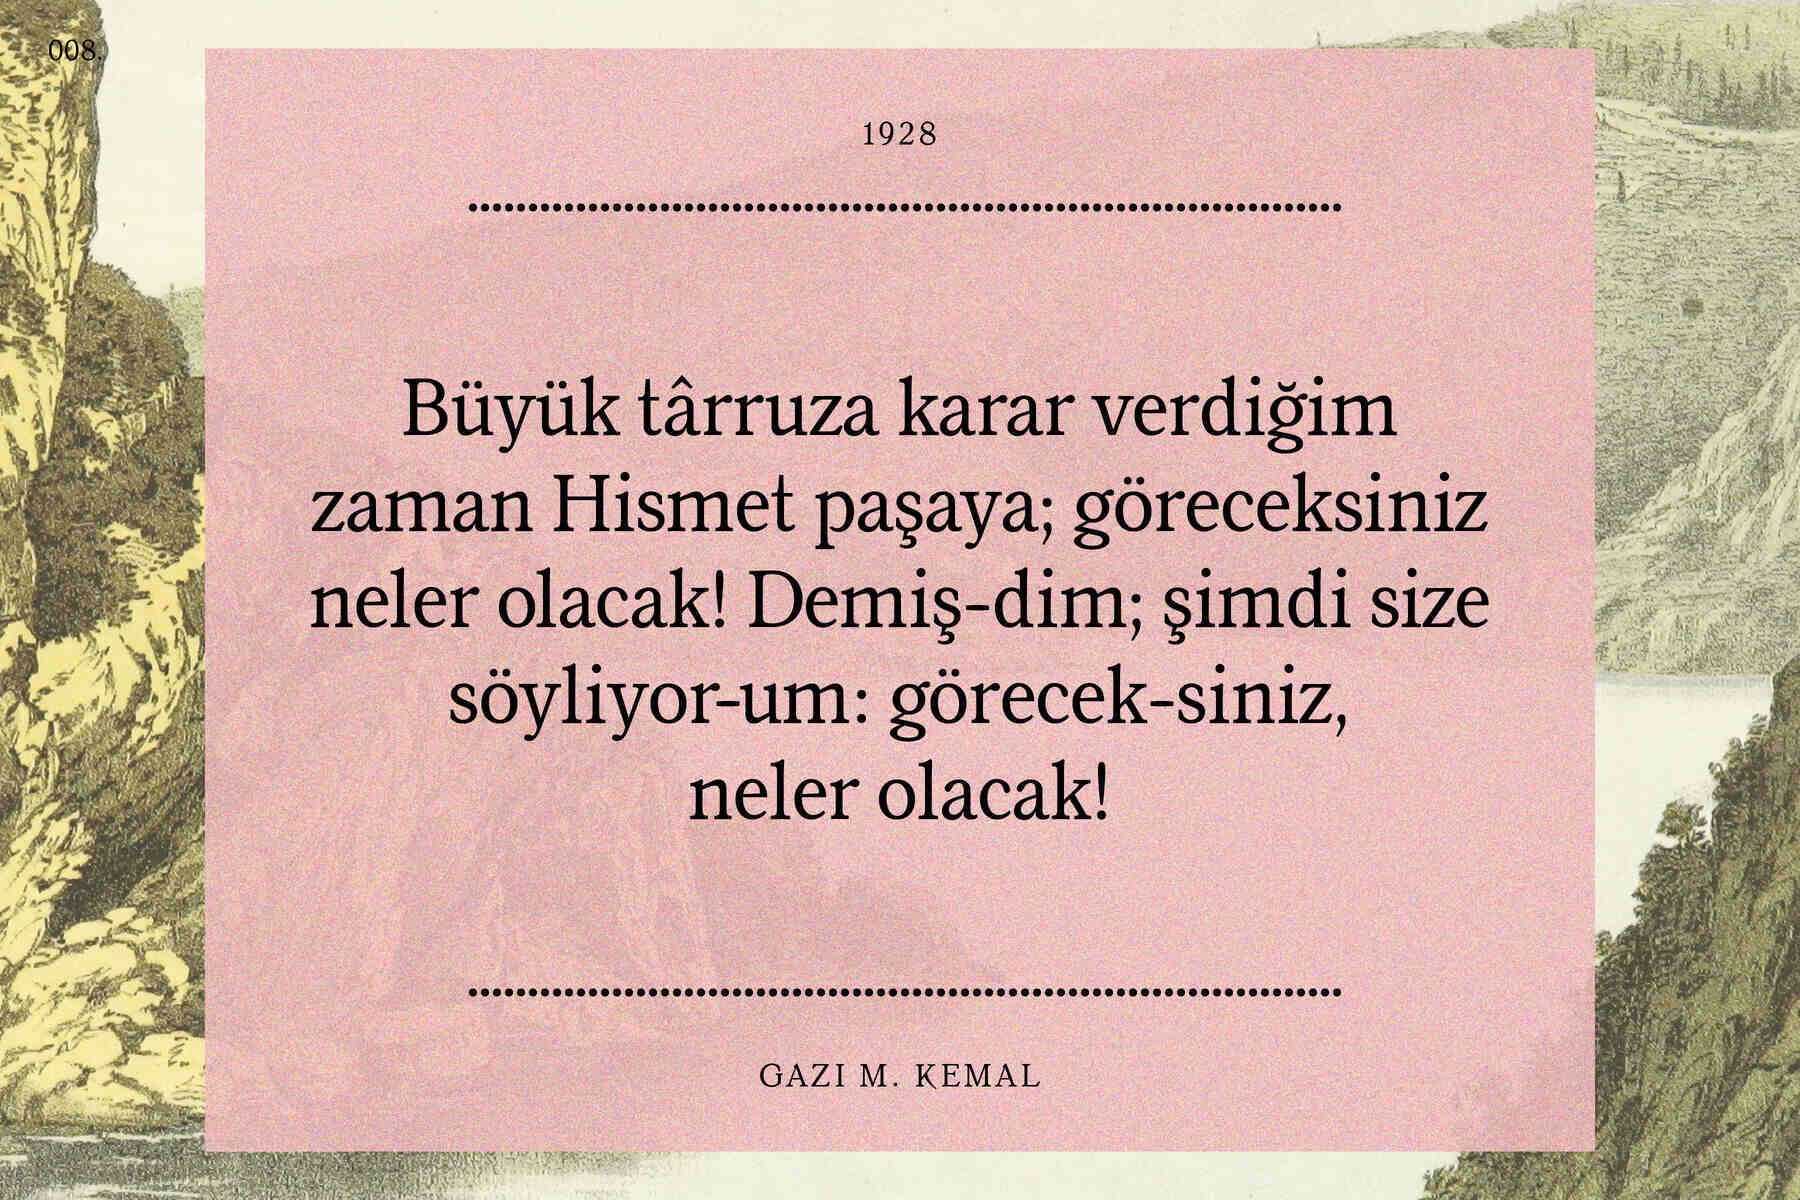 008.
1928
Büyük târruza karar verdiğim
zaman Hismet paşaya; göreceksiniz
neler olacak! Demiş-dim; şimdi size
söyliyor-um: görecek-siniz,
neler olacak!
GAZI M. KEMAL